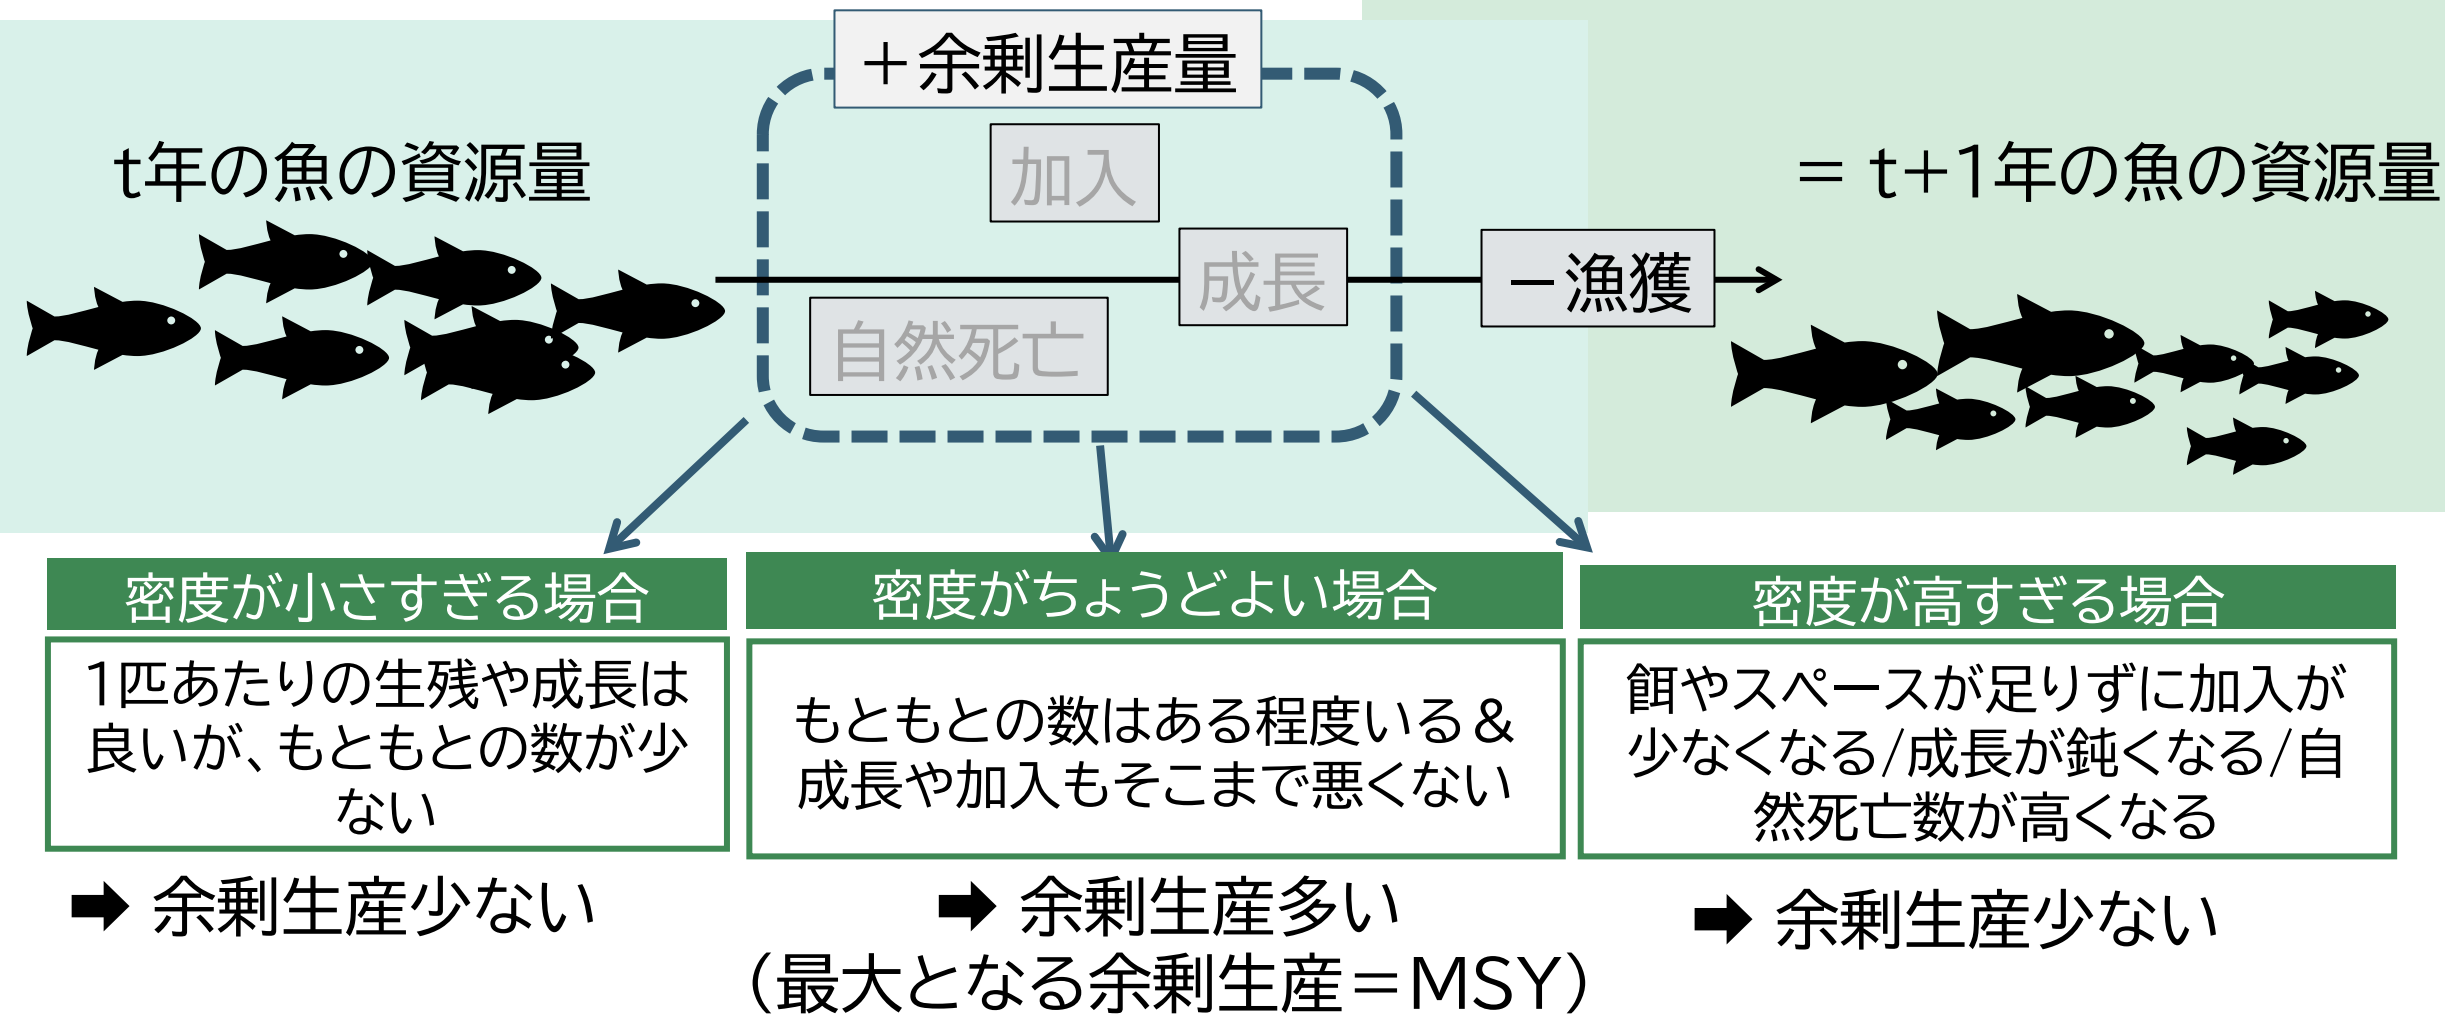 ＋余剰生産量
t年の魚の資源量
加入
成長
自然死亡
－漁獲
= t+1年の魚の資源量
密度が小さすぎる場合
1匹あたりの生残や成長は
良いが、もともとの数が少
ない
➡ 余剰生産少ない
密度がちょうどよい場合
もともとの数はある程度いる＆
成長や加入もそこまで悪くない
➡ 余剰生産多い
（最大となる余剰生産＝MSY）
密度が高すぎる場合
餌やスペースが足りずに加入が
少なくなる/成長が鈍くなる/自
然死亡数が高くなる
➡ 余剰生産少ない